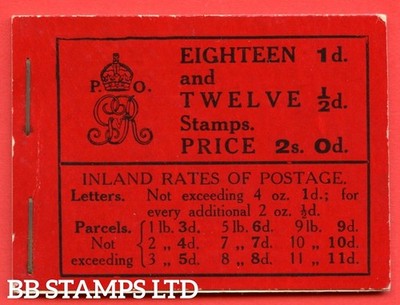 EIGHTEEN 1d.
P. O. and
GRI
TWELVE ½d.
Stamps.
PRICE 2s. 0d.
INLAND RATES OF POSTAGE.
Letters. Not exceeding 4 oz. 1d.; for
every additional 2 oz. ½d.
Parcels. 1 lb. 3d. 5 lb. 6d. 9 lb. 9d.
Not 2 „ 4d. 7 „ 7d. 10 „ 10d.
exceeding 3 „ 5d. 8 „ 8d. 11 „ 11d.
BB STAMPS LTD